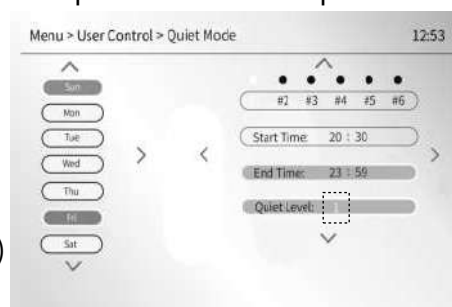 Menu > User Control > Quiet Mode
12:53
Sun
Mon
Tue
Wed
Thu
Fri
Sat
#2 #3 #4 #5 #6
Start Time: 20 : 30
End Time: 23 : 59
Quiet Level: 1
)